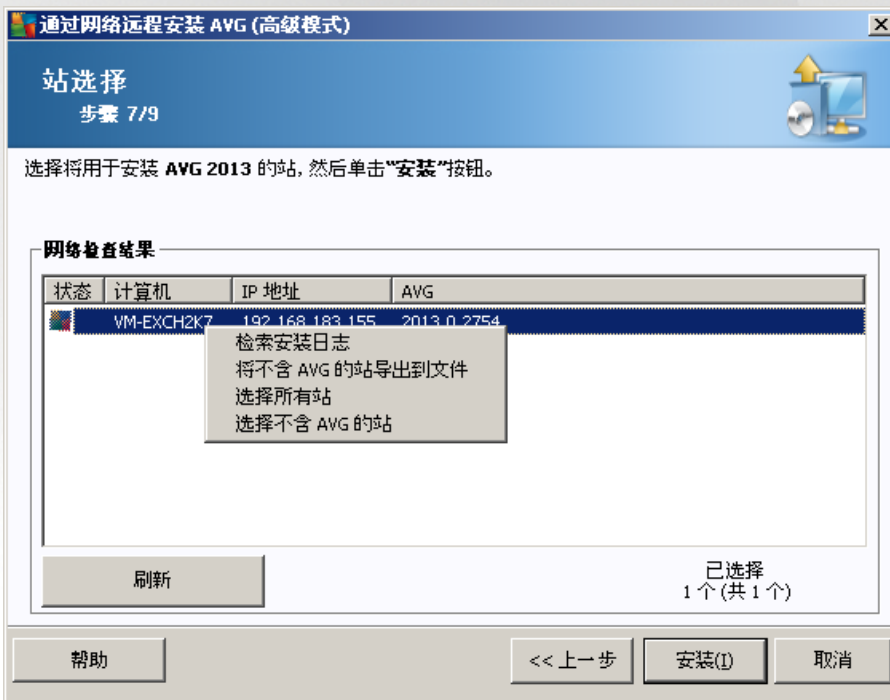 通过网络远程安装 AVG (高级模式)
站选择
步骤 7/9
选择将用于安装 AVG 2013 的站, 然后单击"安装"按钮。
网络检查结果
状态 计算机 IP 地址 AVG
VM-EXCH2K7 192.168.183.155 2013.0.2754
检索安装日志
将不含 AVG 的站导出到文件
选择所有站
选择不含 AVG 的站
刷新
已选择
1 个 (共 1 个)
帮助 << 上一步 安装(I) 取消